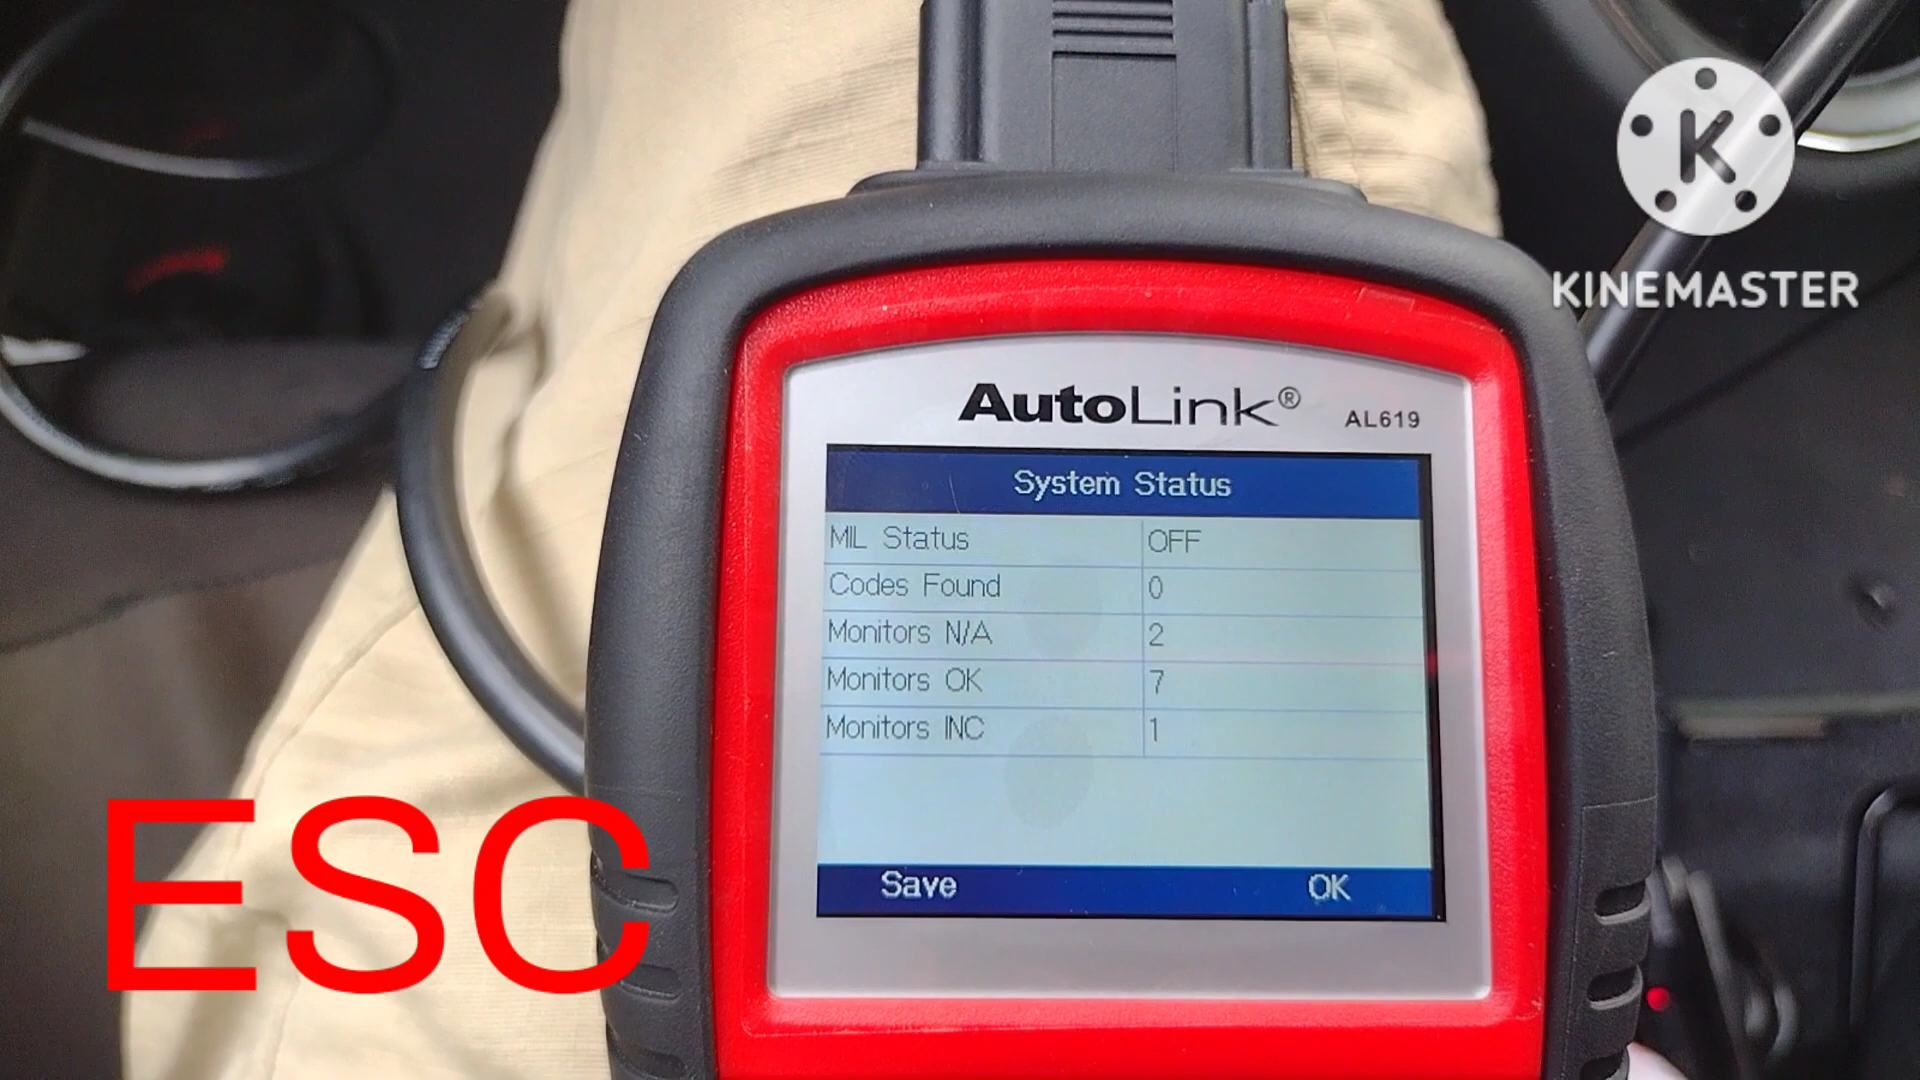 K
KINEMASTER
AutoLink®
AL619
System Status
MIL Status OFF
Codes Found 0
Monitors N/A 2
Monitors OK 7
Monitors INC 1
Save OK
ESC